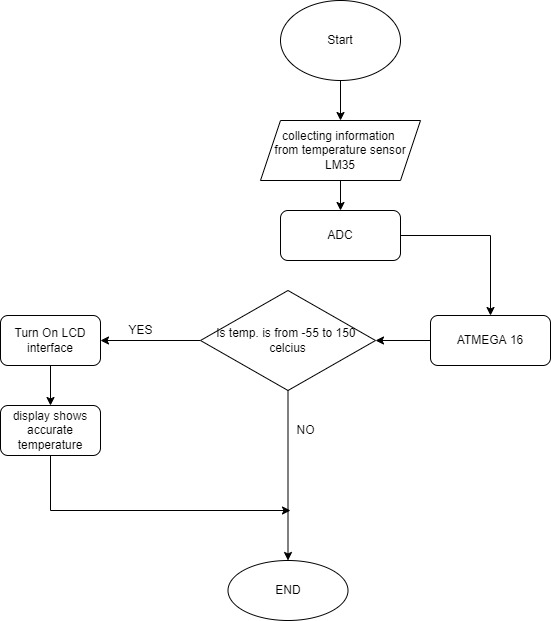 Start
collecting information
from temperature sensor
LM35
ADC
ATMEGA 16
Is temp. is from -55 to 150
celcius
YES
Turn On LCD
interface
display shows
accurate
temperature
NO
END